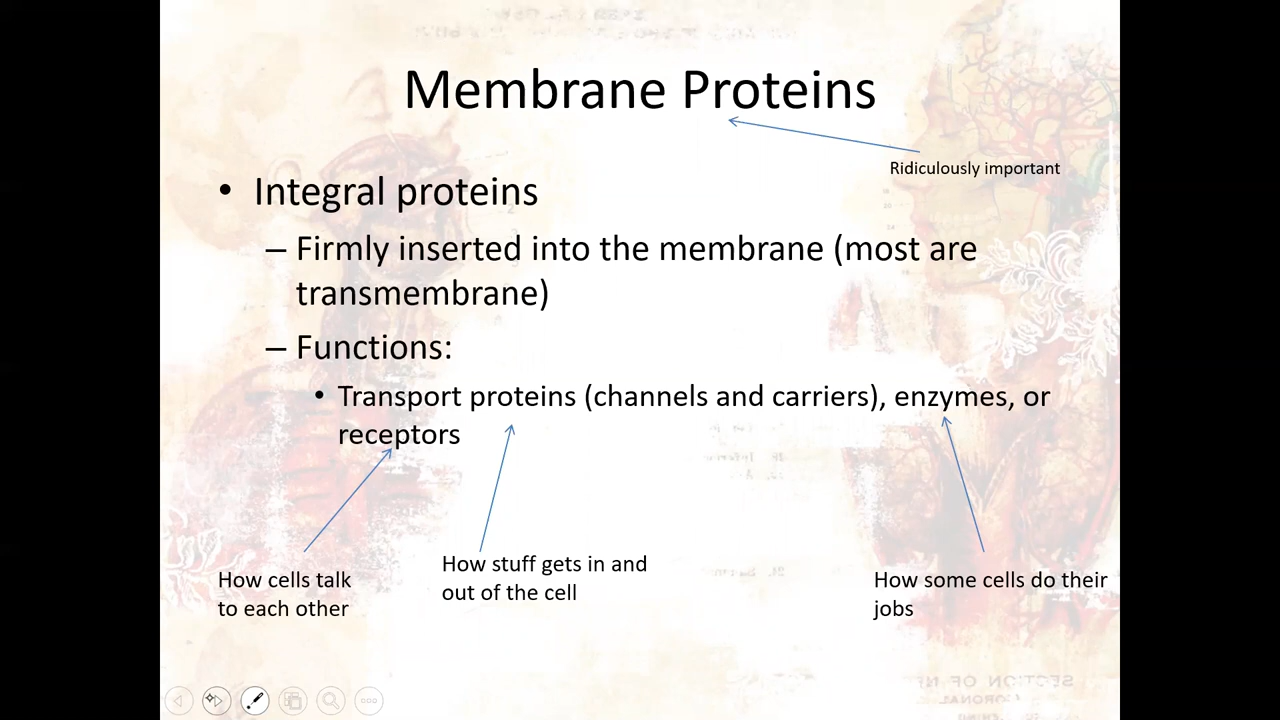 Membrane Proteins
Ridiculously important
• Integral proteins
– Firmly inserted into the membrane (most are
transmembrane)
– Functions:
• Transport proteins (channels and carriers), enzymes, or
receptors
How cells talk
to each other
How stuff gets in and
out of the cell
How some cells do their
jobs